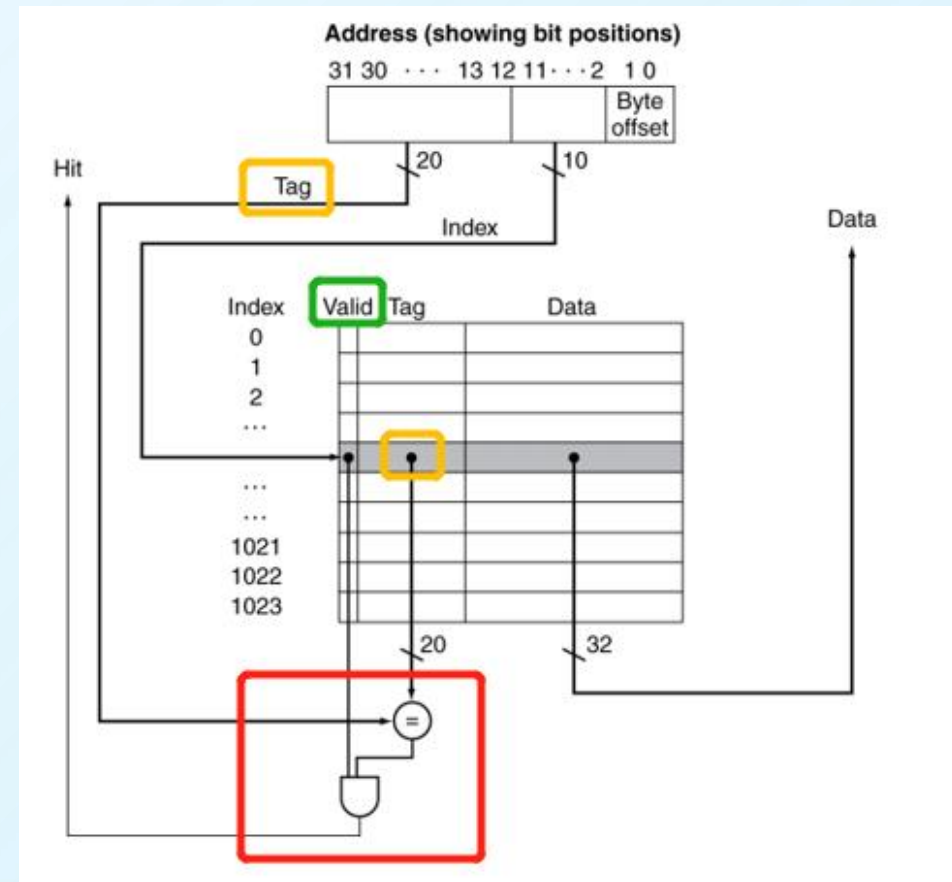 Address (showing bit positions)
31 30 · · · 13 12 11 · · · 2 1 0
Byte
offset
20
10
Hit
Tag
Data
Index
Index Valid Tag Data
0
1
2
...
...
...
1021
1022
1023
20
32
=